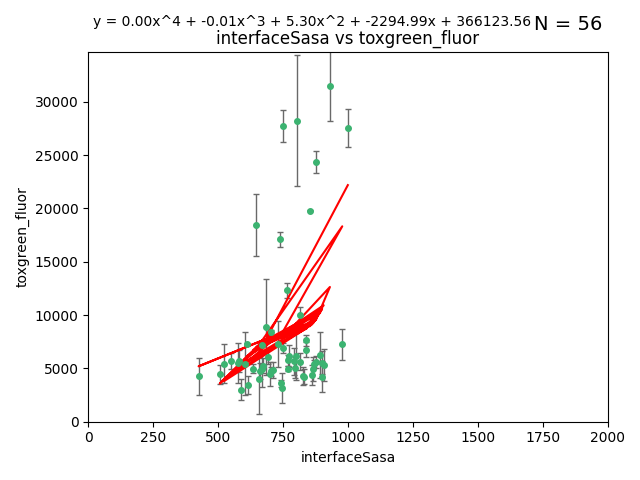 y = 0.00x^4 + -0.01x^3 + 5.30x^2 + -2294.99x + 366123.56 N = 56
interfaceSasa vs toxgreen_fluor
30000
25000
20000
15000
10000
5000
0
toxgreen_fluor
0 250 500 750 1000 1250 1500 1750 2000
interfaceSasa